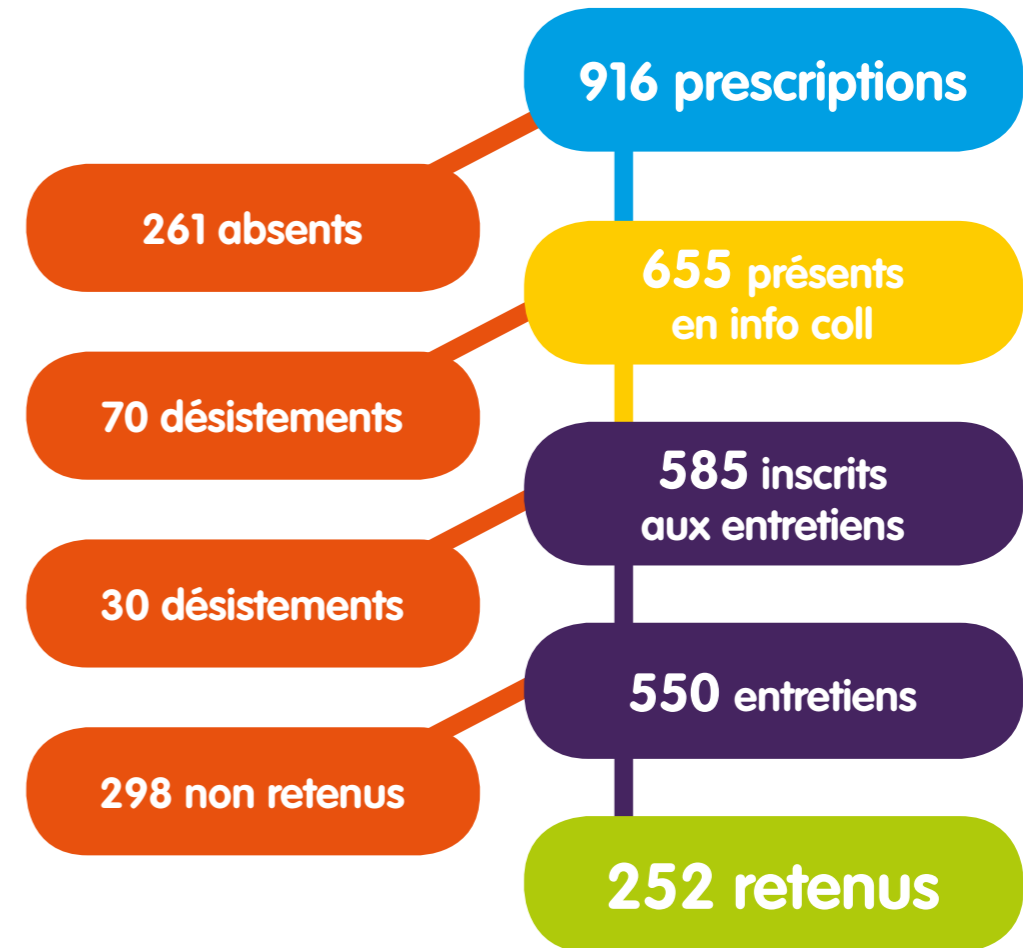 916 prescriptions
261 absents
655 présents
en info coll
70 désistements
585 inscrits
aux entretiens
30 désistements
550 entretiens
298 non retenus
252 retenus